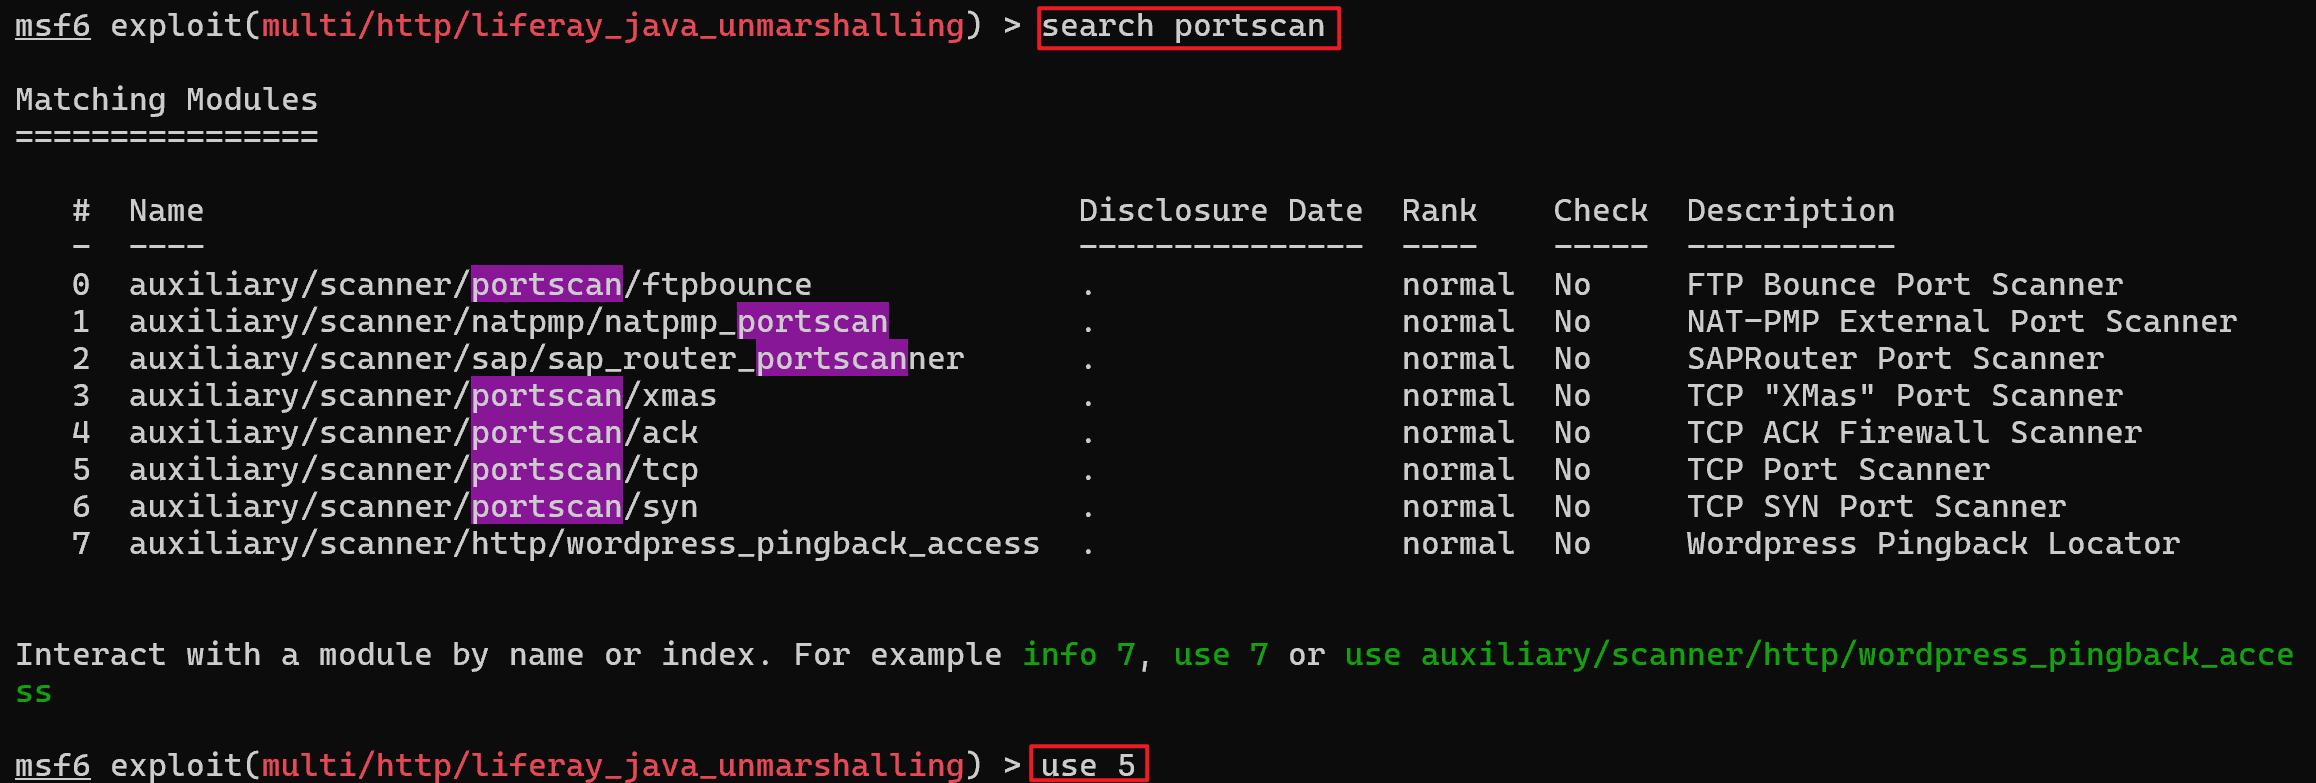 msf6 exploit(multi/http/liferay_java_unmarshalling) > search portscan
Matching Modules
================
#  Name                                         Disclosure Date  Rank    Check  Description
-  ----                                         ---------------  ----    -----  -----------
0  auxiliary/scanner/portscan/ftpbounce         .                normal  No     FTP Bounce Port Scanner
1  auxiliary/scanner/natpmp/natpmp_portscan     .                normal  No     NAT-PMP External Port Scanner
2  auxiliary/scanner/sap/sap_router_portscanner .                normal  No     SAPRouter Port Scanner
3  auxiliary/scanner/portscan/xmas              .                normal  No     TCP "XMas" Port Scanner
4  auxiliary/scanner/portscan/ack               .                normal  No     TCP ACK Firewall Scanner
5  auxiliary/scanner/portscan/tcp               .                normal  No     TCP Port Scanner
6  auxiliary/scanner/portscan/syn               .                normal  No     TCP SYN Port Scanner
7  auxiliary/scanner/http/wordpress_pingback_access  .           normal  No     Wordpress Pingback Locator
Interact with a module by name or index. For example info 7, use 7 or use auxiliary/scanner/http/wordpress_pingback_acce
ss
msf6 exploit(multi/http/liferay_java_unmarshalling) > use 5